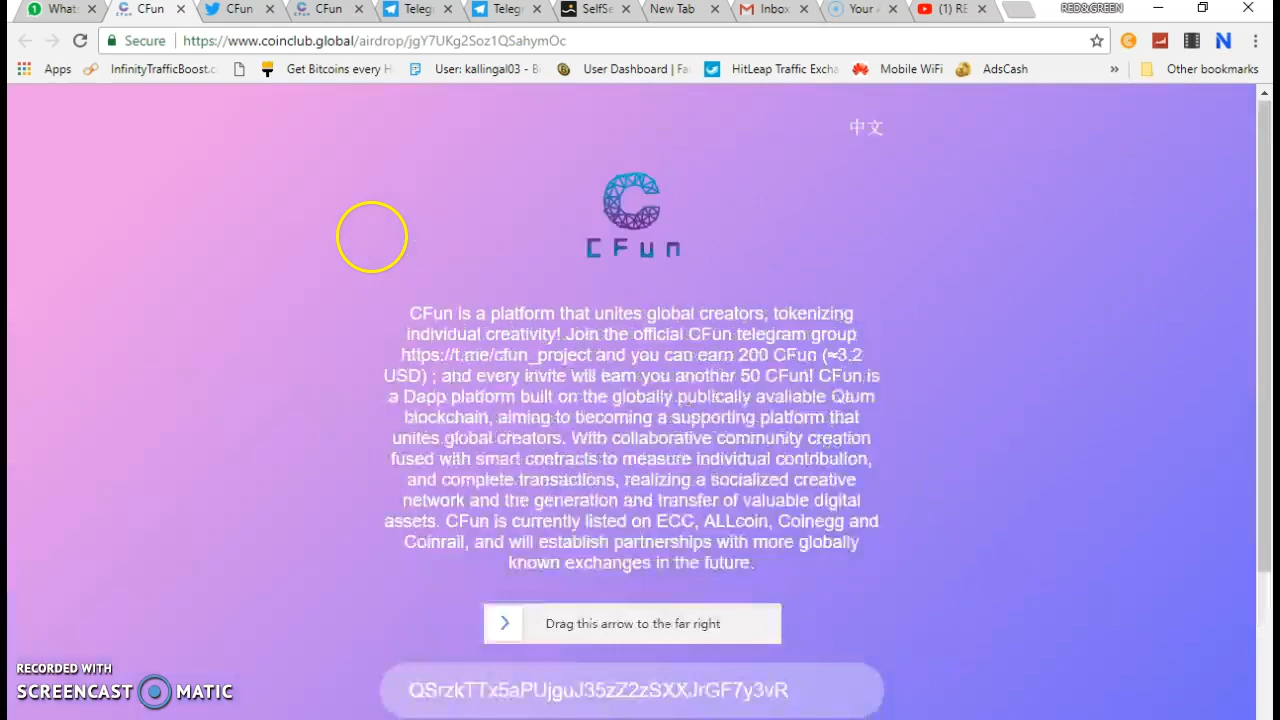 Whats
CFun
CFun
CFun
Telegr
Telegr
SelfSe
New Tab
Inbox
Your A
(1) RE
RED&GREEN
Secure
https://www.coinclub.global/airdrop/jgY7UKg2Soz1QSahymOc
Apps
InfinityTrafficBoost.c
Get Bitcoins every H
User: kallingal03 - B
User Dashboard | Fa
HitLeap Traffic Excha
Mobile WiFi
AdsCash
»
Other bookmarks
中文
CFun
CFun is a platform that unites global creators, tokenizing
individual creativity! Join the official CFun telegram group
https://t.me/cfun_project and you can earn 200 CFun (≈3.2
USD) ; and every invite will earn you another 50 CFun! CFun is
a Dapp platform built on the globally publically available Qtum
blockchain, aiming to becoming a supporting platform that
unites global creators. With collaborative community creation
fused with smart contracts to measure individual contribution,
and complete transactions, realizing a socialized creative
network and the generation and transfer of valuable digital
assets. CFun is currently listed on ECC, ALLcoin, Coinegg and
Coinrail, and will establish partnerships with more globally
known exchanges in the future.
Drag this arrow to the far right
QSrzkTTx5aPUjguJ35zZ2zSXXJrGF7y3vR
RECORDED WITH
SCREENCAST MATIC